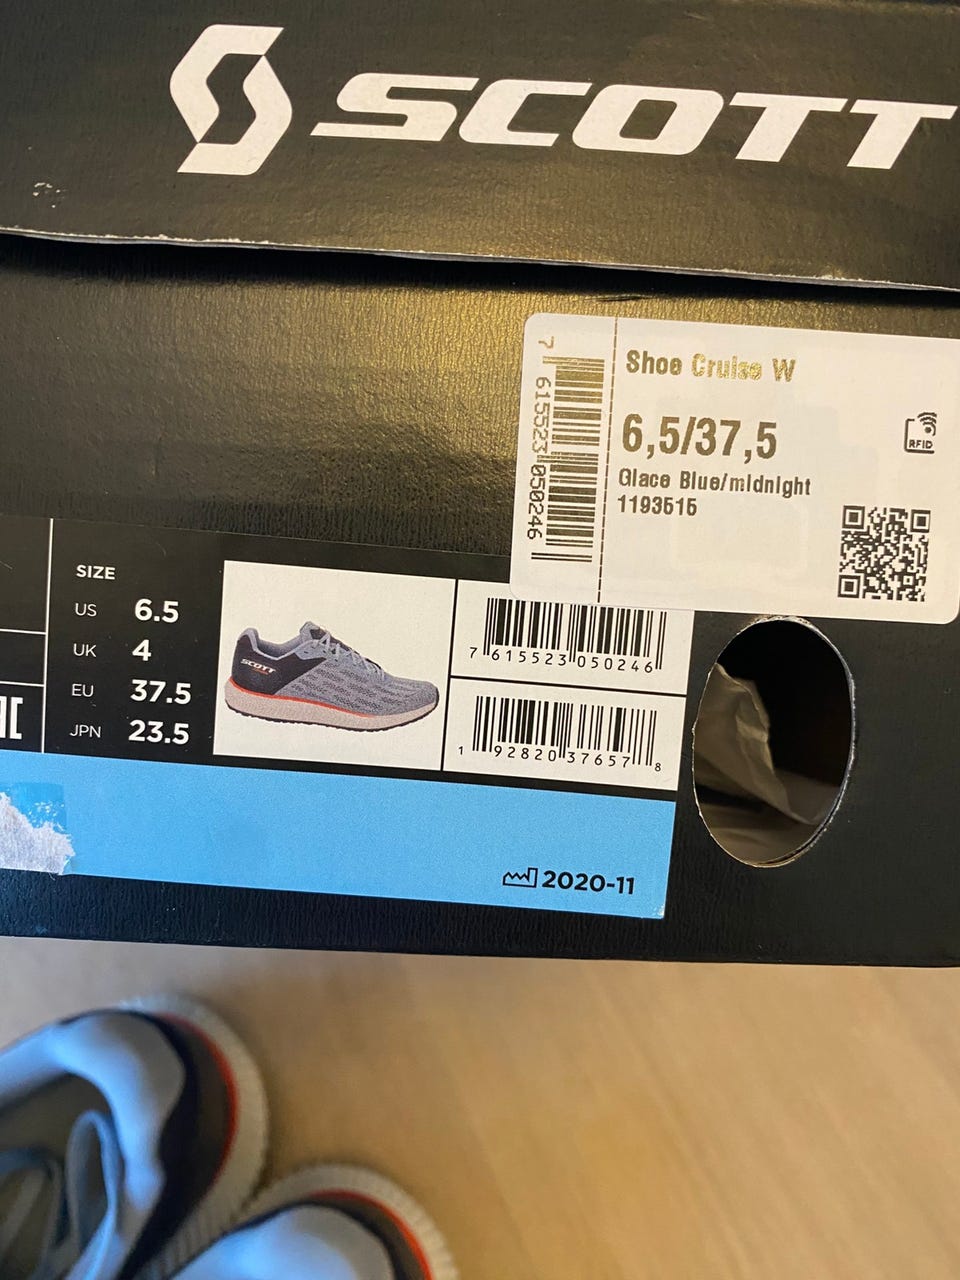 SCOTT
Shoe Cruise W
6,5/37,5
Glace Blue/midnight
1193515
RFID
7 615523 050246
SIZE
US 6.5
UK 4
EU 37.5
JPN 23.5
SCOTT
7 615523 050246
1 92820 37657 8
2020-11